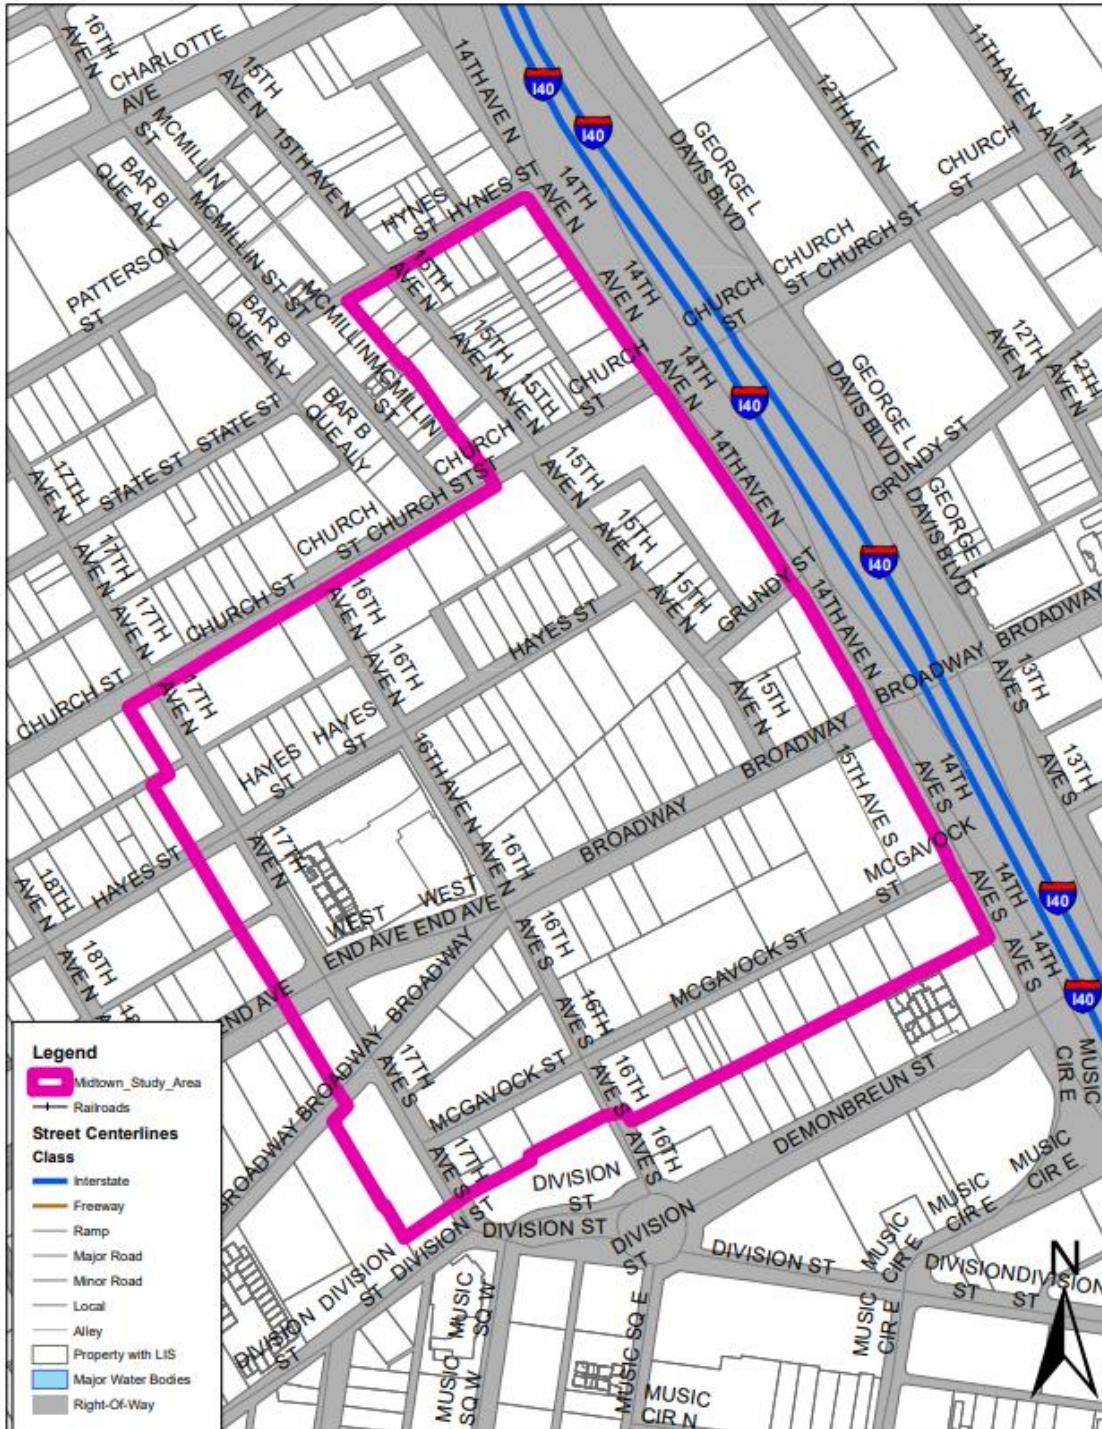 16TH
AVE N
CHARLOTTE
AVE
15TH
AVE N
14TH AVE N
I40
I40
12TH AVE N
11TH AVE N
11TH
AVE N
MCMILLIN
ST
15TH AVE N
GEORGE L
DAVIS BLVD
CHURCH
ST
BAR B
QUE ALY
MCMILLIN ST
ST
HYNES
ST
HYNES ST
14TH
AVE N
PATTERSON
ST
CHURCH
ST
CHURCH ST
15TH
AVE N
14TH
AVE N
CHURCH
ST
MCMILLIN
MCMILLIN
ST
BAR B
QUE ALY
15TH
AVE N
15TH
AVE N
CHURCH
ST
14TH
AVE N
12TH
AVE N
12TH
AVE N
GEORGE L
DAVIS BLVD
I40
STATE ST
STATE ST
BAR B
QUE ALY
CHURCH
ST
GRUNDY ST
17TH
AVE N
CHURCH
ST
CHURCH ST
15TH
AVE N
14TH AVE N
GEORGE L
DAVIS BLVD
15TH
AVE N
15TH
I40
17TH
AVE N
17TH
AVE N
CHURCH ST
16TH
AVE N
16TH
AVE N
HAYES ST
GRUNDY ST
14TH AVE N
BROADWAY
BROADWAY
CHURCH ST
17TH
AVE N
HAYES
ST
HAYES
ST
15TH
AVE N
BROADWAY
13TH
AVE S
13TH
AVE S
16TH AVE N
16TH
AVE N
15TH AVE S
14TH
AVE S
HAYES ST
18TH
AVE N
17TH
AVE N
BROADWAY
MCGAVOCK
ST
14TH
AVE S
I40
WEST
END AVE
WEST
END AVE
BROADWAY
BROADWAY
16TH
AVE S
16TH
AVE S
MCGAVOCK ST
14TH
AVE S
I40
18TH
AVE N
END AVE
BROADWAY
BROADWAY
17TH
AVE S
MCGAVOCK ST
16TH
AVE S
16TH
AVE S
DEMONBREUN ST
MUSIC
CIR E
17TH
AVE S
DIVISION
ST
DIVISION ST
DIVISION ST
DIVISION
ST
MUSIC
CIR E
MUSIC
CIR E
MUSIC
CIR E
DIVISION
ST
DIVISION
ST
DIVISION ST
DIVISION
ST
DIVISION
ST
MUSIC
SQ W
MUSIC
SQ W
MUSIC SQ E
MUSIC
CIR N
MUSIC
CIR E
N
Legend
Midtown_Study_Area
Railroads
Street Centerlines
Class
Interstate
Freeway
Ramp
Major Road
Minor Road
Local
Alley
Property with LIS
Major Water Bodies
Right-Of-Way